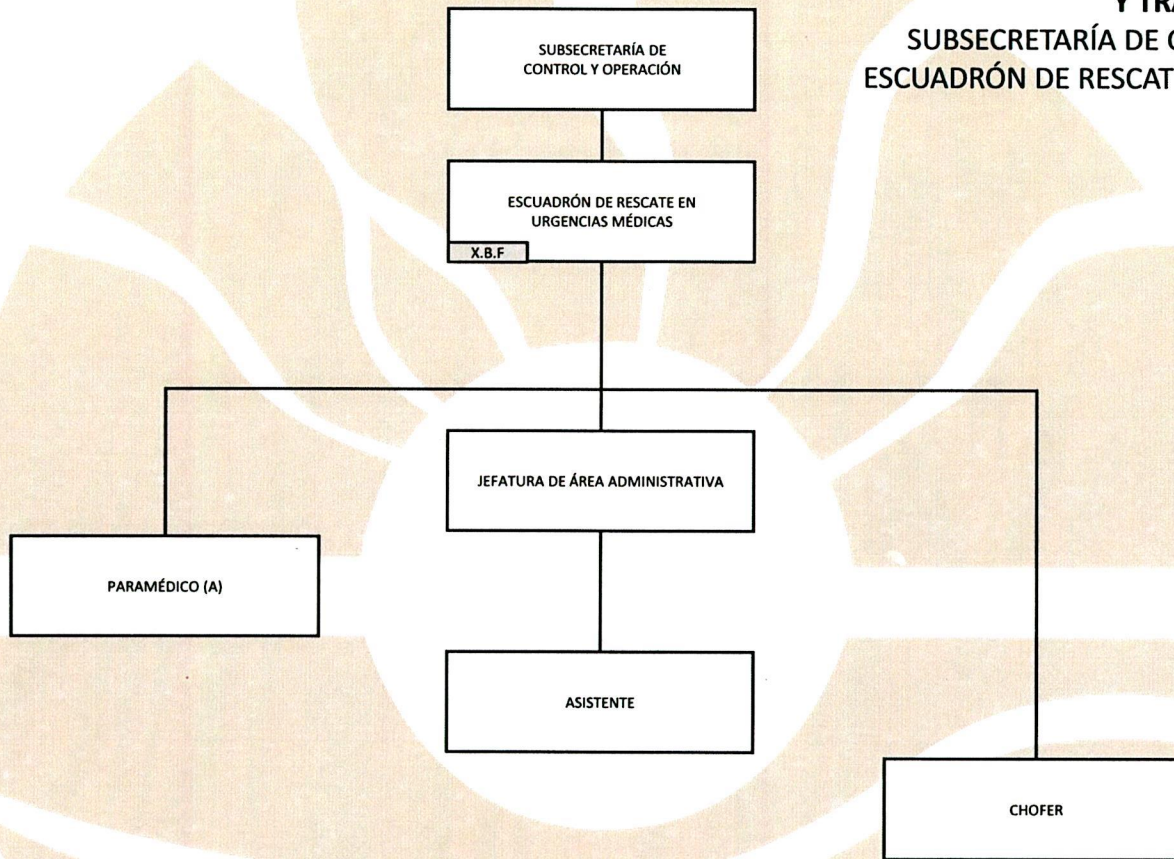 Y TRA
SUBSECRETARÍA DE
ESCUADRÓN DE RESCAT
SUBSECRETARÍA DE
CONTROL Y OPERACIÓN
ESCUADRÓN DE RESCATE EN
URGENCIAS MÉDICAS
X.B.F
JEFATURA DE ÁREA ADMINISTRATIVA
PARAMÉDICO (A)
ASISTENTE
CHOFER